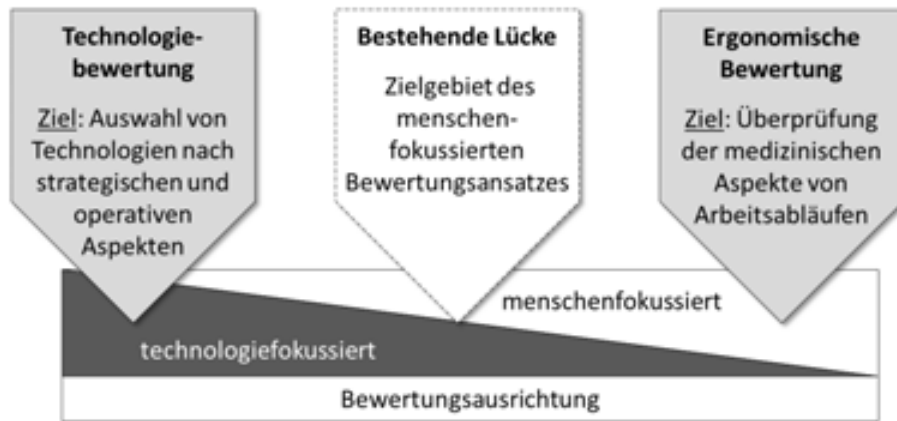 Technologie-
bewertung
Ziel: Auswahl von
Technologien nach
strategischen und
operativen
Aspekten
Bestehende Lücke
Zielgebiet des
menschen-
fokussierten
Bewertungsansatzes
Ergonomische
Bewertung
Ziel: Überprüfung
der medizinischen
Aspekte von
Arbeitsabläufen
menschenfokussiert
technologiefokussiert
Bewertungsausrichtung